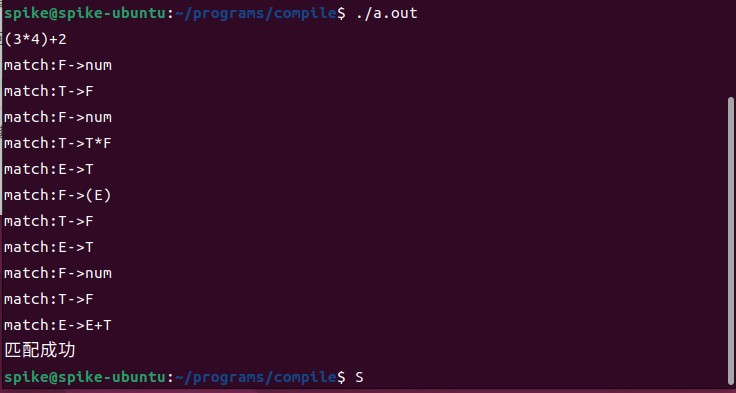 spike@spike-ubuntu:~/programs/compile$ ./a.out
(3*4)+2
match:F->num
match:T->F
match:F->num
match:T->T*F
match:E->T
match:F->(E)
match:T->F
match:E->T
match:F->num
match:T->F
match:E->E+T
匹配成功
spike@spike-ubuntu:~/programs/compile$ S